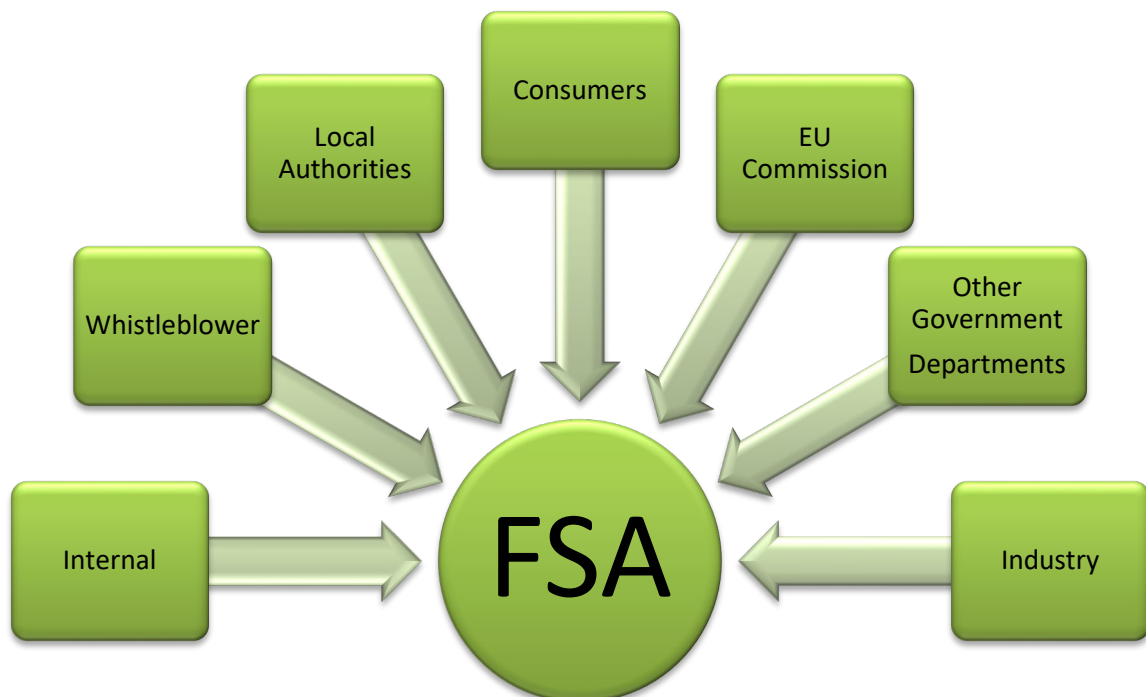 Consumers
Local
Authorities
EU
Commission
Whistleblower
Other
Government
Departments
Internal
FSA
Industry